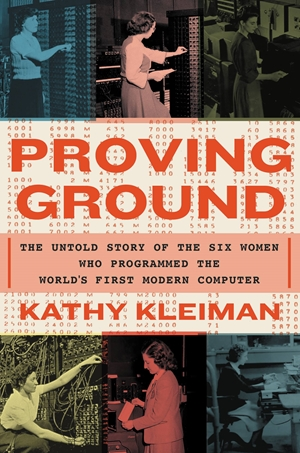 PROVING
GROUND
THE UNTOLD STORY OF THE SIX WOMEN
WHO PROGRAMMED THE
WORLD'S FIRST MODERN COMPUTER
KATHY KLEIMAN